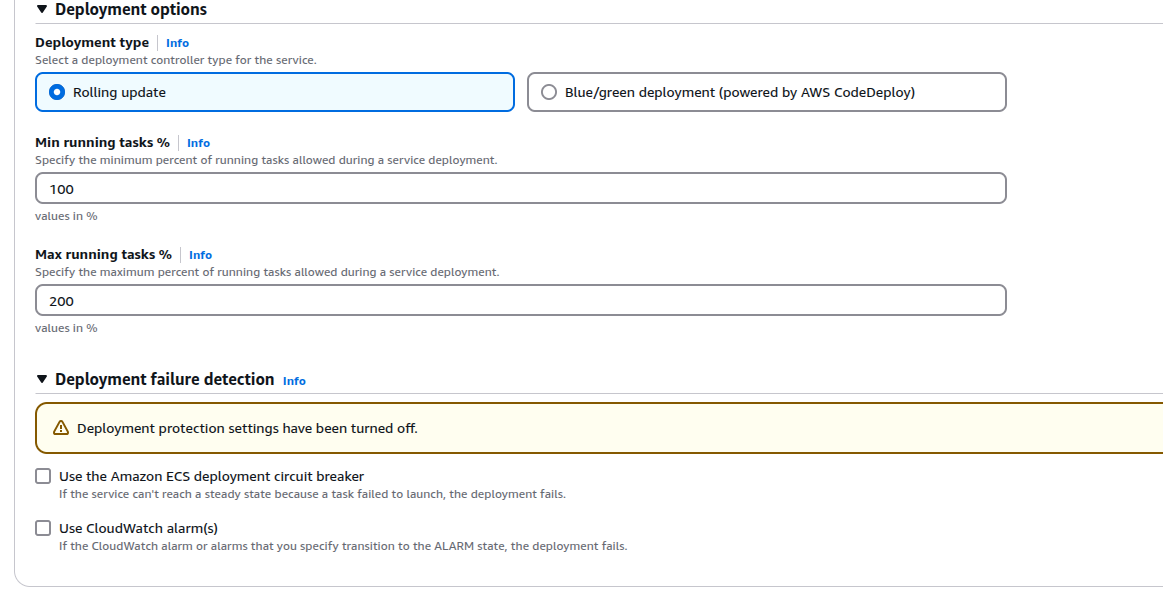 Deployment options
Deployment type Info
Select a deployment controller type for the service.
Rolling update Blue/green deployment (powered by AWS CodeDeploy)
Min running tasks % Info
Specify the minimum percent of running tasks allowed during a service deployment.
100
values in %
Max running tasks % Info
Specify the maximum percent of running tasks allowed during a service deployment.
200
values in %
Deployment failure detection Info
Deployment protection settings have been turned off.
Use the Amazon ECS deployment circuit breaker
If the service can't reach a steady state because a task failed to launch, the deployment fails.
Use CloudWatch alarm(s)
If the CloudWatch alarm or alarms that you specify transition to the ALARM state, the deployment fails.